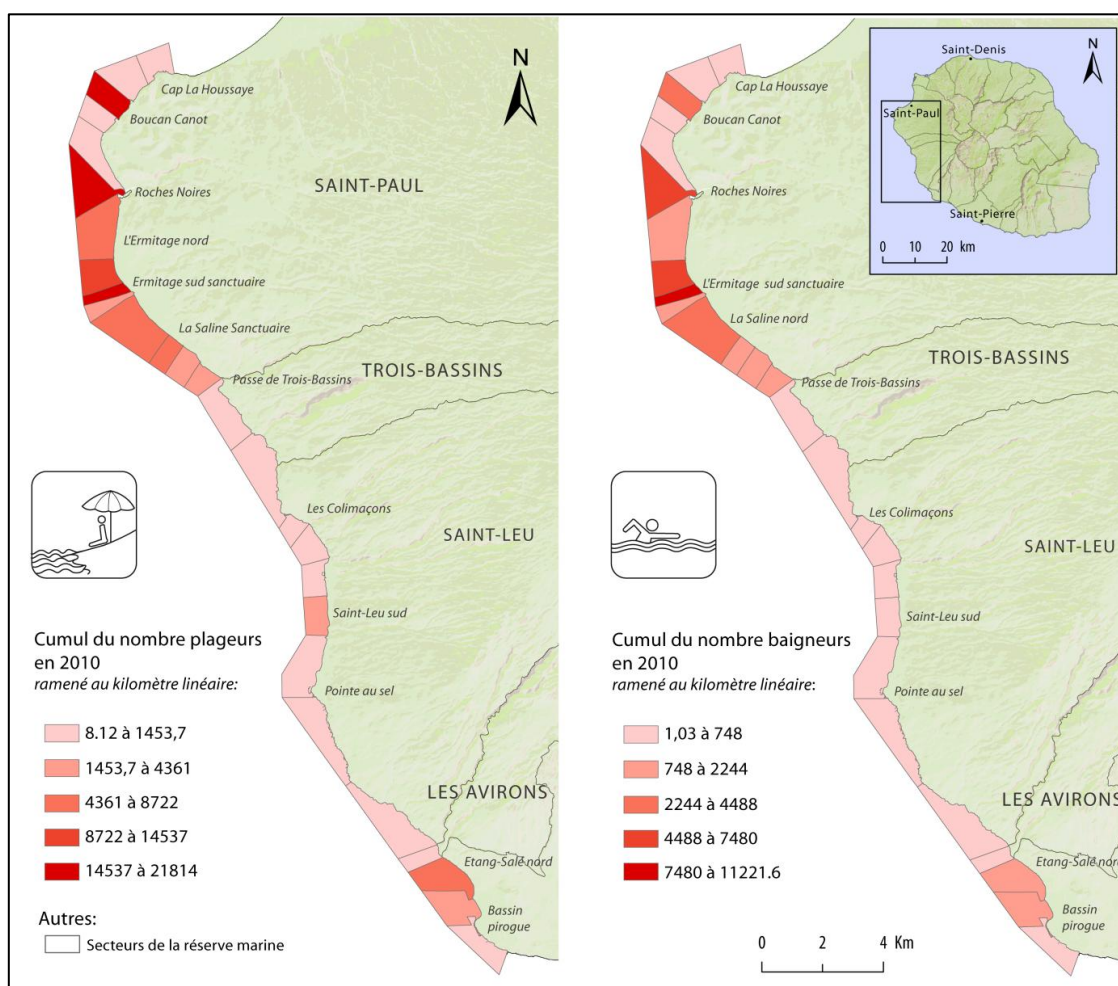 N
Cap La Houssaye
Boucan Canot
SAINT-PAUL
Roches Noires
L'Ermitage nord
Ermitage sud sanctuaire
La Saline Sanctuaire
TROIS-BASSINS
Passe de Trois-Bassins
Les Colimaçons
SAINT-LEU
Saint-Leu sud
Pointe au sel
LES AVIRONS
Etang-Salé nord
Bassin
pirogue
Cumul du nombre plageurs
en 2010
ramené au kilomètre linéaire:
8.12 à 1453,7
1453,7 à 4361
4361 à 8722
8722 à 14537
14537 à 21814
Autres:
Secteurs de la réserve marine
Cap La Houssaye
Boucan Canot
Roches Noires
L'Ermitage sud sanctuaire
La Saline nord
TROIS-BASSINS
Passe de Trois-Bassins
Les Colimaçons
SAINT-LEU
Saint-Leu sud
Pointe au sel
LES AVIRONS
Etang-Salé nord
Bassin
pirogue
Saint-Denis
N
Saint-Paul
Saint-Pierre
0 10 20 km
Cumul du nombre baigneurs
en 2010
ramené au kilomètre linéaire:
1,03 à 748
748 à 2244
2244 à 4488
4488 à 7480
7480 à 11221.6
0 2 4 Km